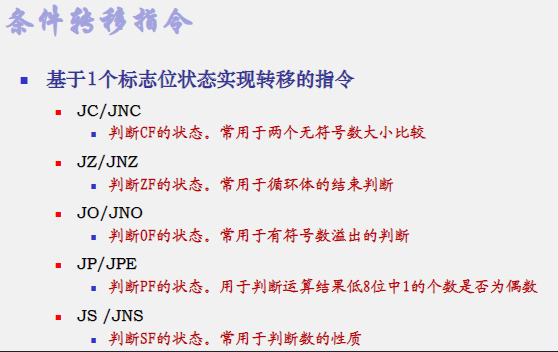 条件转移指令
基于1个标志位状态实现转移的指令
JC/JNC
判断CF的状态。常用于两个无符号数大小比较
JZ/JNZ
判断ZF的状态。常用于循环体的结束判断
JO/JNO
判断OF的状态。常用于有符号数溢出的判断
JP/JPE
判断PF的状态。用于判断运算结果低8位中1的个数是否为偶数
JS /JNS
判断SF的状态。常用于判断数的性质